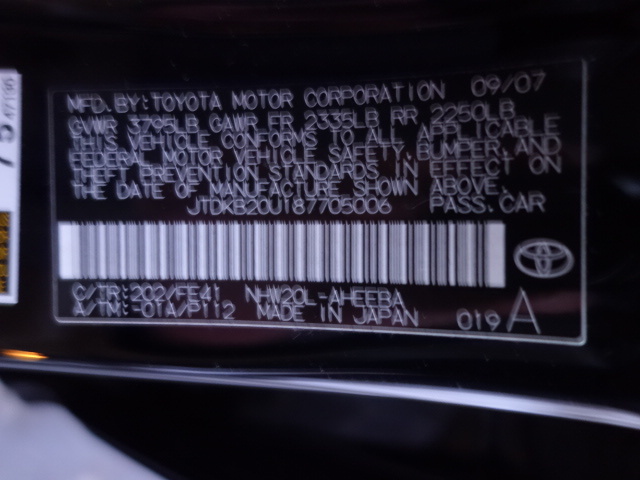 MFD. BY: TOYOTA MOTOR CORPORATION 09/07
GVWR 3795LB GAWR FR 2335LB RR 2250LB
THIS VEHICLE CONFORMS TO ALL APPLICABLE
FEDERAL MOTOR VEHICLE SAFETY, BUMPER, AND
THEFT PREVENTION STANDARDS IN EFFECT ON
THE DATE OF MANUFACTURE SHOWN ABOVE.
JTDKB20U187705006 PASS. CAR
C/TR: 202/FE41 NHW20L-AHEEBA
A/TM: -01A/P112 MADE IN JAPAN 019 A